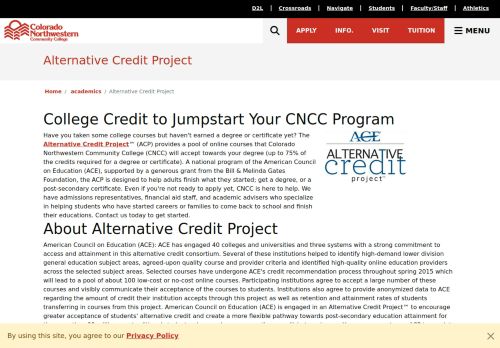 D2L | Crossroads | Navigate | Students | Faculty/Staff | Athletics
Colorado
Northwestern
Community College
APPLY INFO. VISIT TUITION MENU
Alternative Credit Project
Home / academics / Alternative Credit Project
College Credit to Jumpstart Your CNCC Program
Have you taken some college courses but haven't earned a degree or certificate yet? The
Alternative Credit Project™ (ACP) provides a pool of online courses that Colorado
Northwestern Community College (CNCC) will accept towards your degree (up to 75% of
the credits required for a degree or certificate). A national program of the American Council
on Education (ACE), supported by a generous grant from the Bill & Melinda Gates
Foundation, the ACP is designed to help adults finish what they started; get a degree, or a
post-secondary certificate. Even if you're not ready to apply yet, CNCC is here to help. We
have admissions representatives, financial aid staff, and academic advisers who specialize
in helping students who have started careers or families to come back to school and finish
their educations. Contact us today to get started.
ACE
ALTERNATIVE
credit
project™
About Alternative Credit Project
American Council on Education (ACE): ACE has engaged 40 colleges and universities and three systems with a strong commitment to
access and attainment in this alternative credit consortium. Several of these institutions helped to identify high-demand lower division
general education subject areas, agreed-upon quality course and provider criteria and identified high-quality online education providers
across the selected subject areas. Selected courses have undergone ACE's credit recommendation process throughout spring 2015 which
will lead to a pool of about 100 low-cost or no-cost online courses. Participating institutions agree to accept a large number of these
courses and visibly communicate their acceptance of the courses to students. Institutions also agree to provide anonymized data to ACE
regarding the amount of credit their institution accepts through this project as well as retention and attainment rates of students
transferring in courses from this project. American Council on Education (ACE) is engaged in an Alternative Credit Project™ to encourage
greater acceptance of students' alternative credit and create a more flexible pathway towards post-secondary education attainment for
By using this site, you agree to our Privacy Policy ×